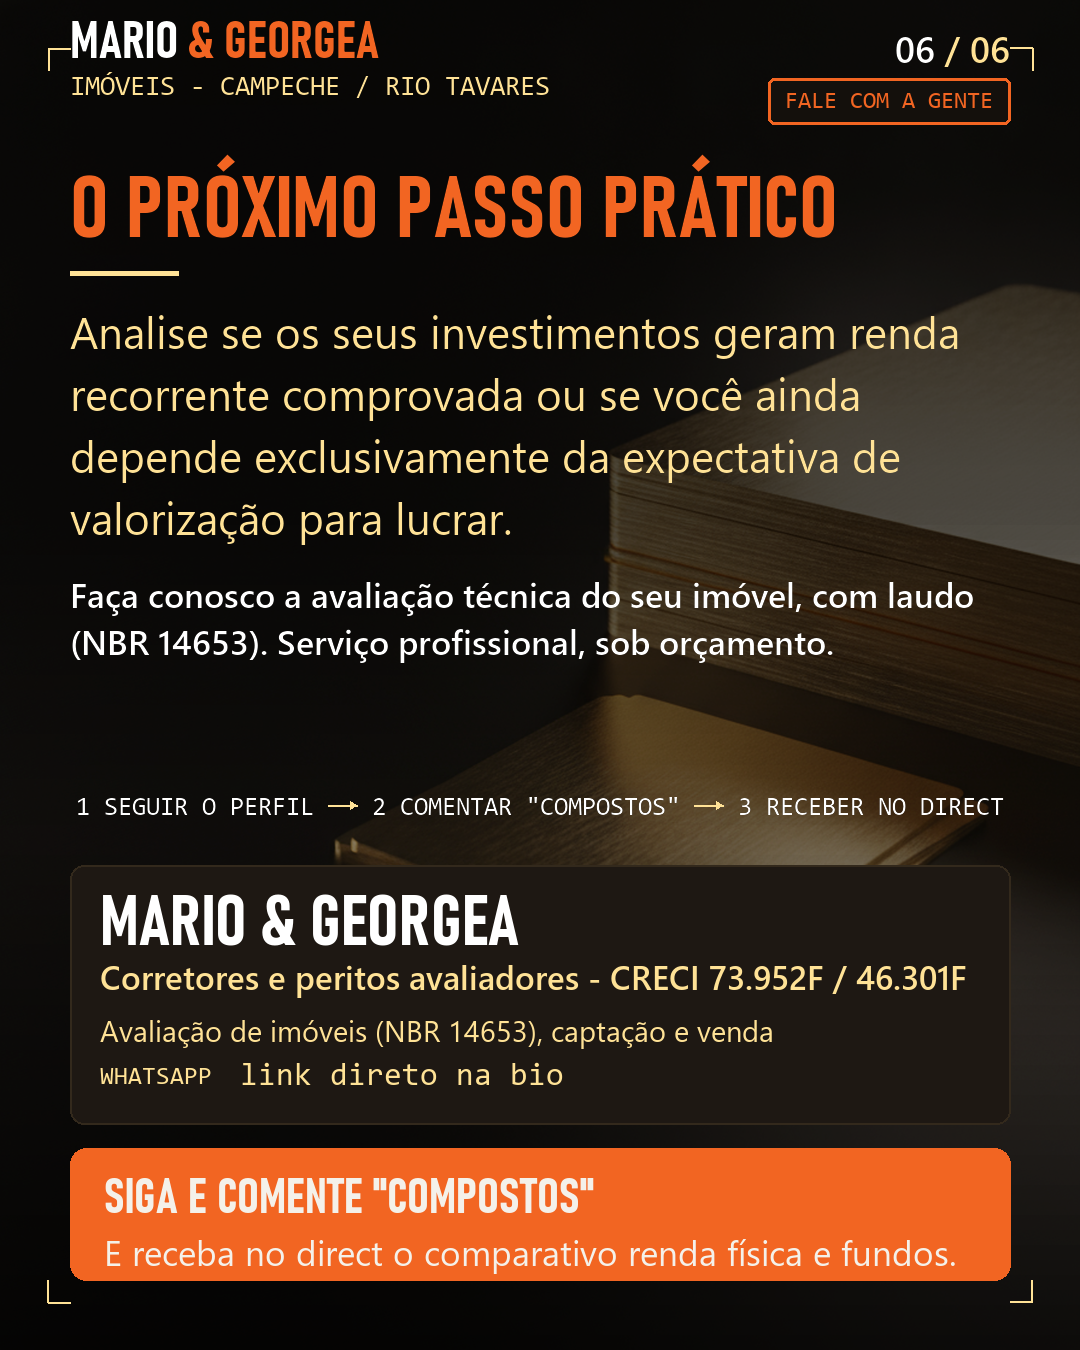 MARIO & GEORGEA
IMÓVEIS - CAMPECHE / RIO TAVARES
06 / 06
FALE COM A GENTE
O PRÓXIMO PASSO PRÁTICO
Analise se os seus investimentos geram renda
recorrente comprovada ou se você ainda
depende exclusivamente da expectativa de
valorização para lucrar.
Faça conosco a avaliação técnica do seu imóvel, com laudo
(NBR 14653). Serviço profissional, sob orçamento.
1 SEGUIR O PERFIL → 2 COMENTAR "COMPOSTOS" → 3 RECEBER NO DIRECT
MARIO & GEORGEA
Corretores e peritos avaliadores - CRECI 73.952F / 46.301F
Avaliação de imóveis (NBR 14653), captação e venda
WHATSAPP link direto na bio
SIGA E COMENTE "COMPOSTOS"
E receba no direct o comparativo renda física e fundos.